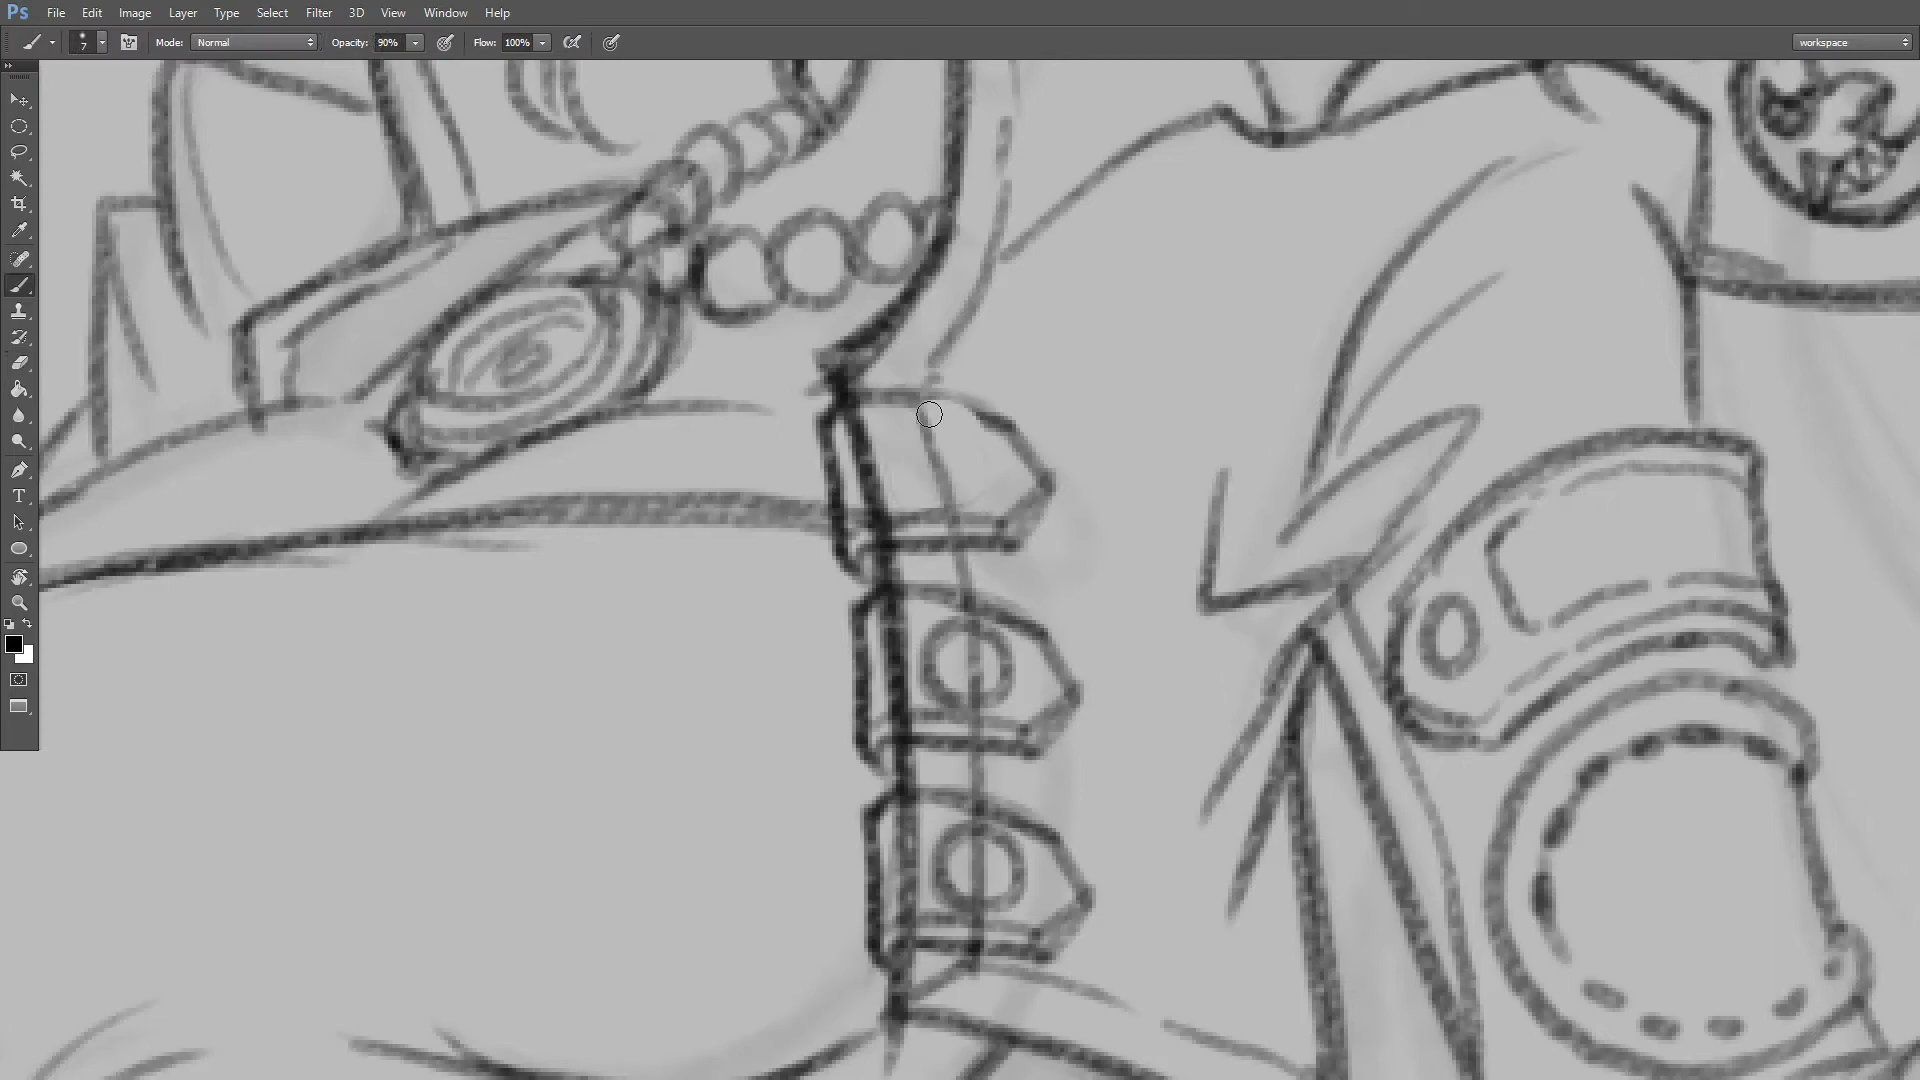 Ps File Edit Image Layer Type Select Filter 3D View Window Help
7 Mode: Normal Opacity: 90% Flow: 100% workspace
T